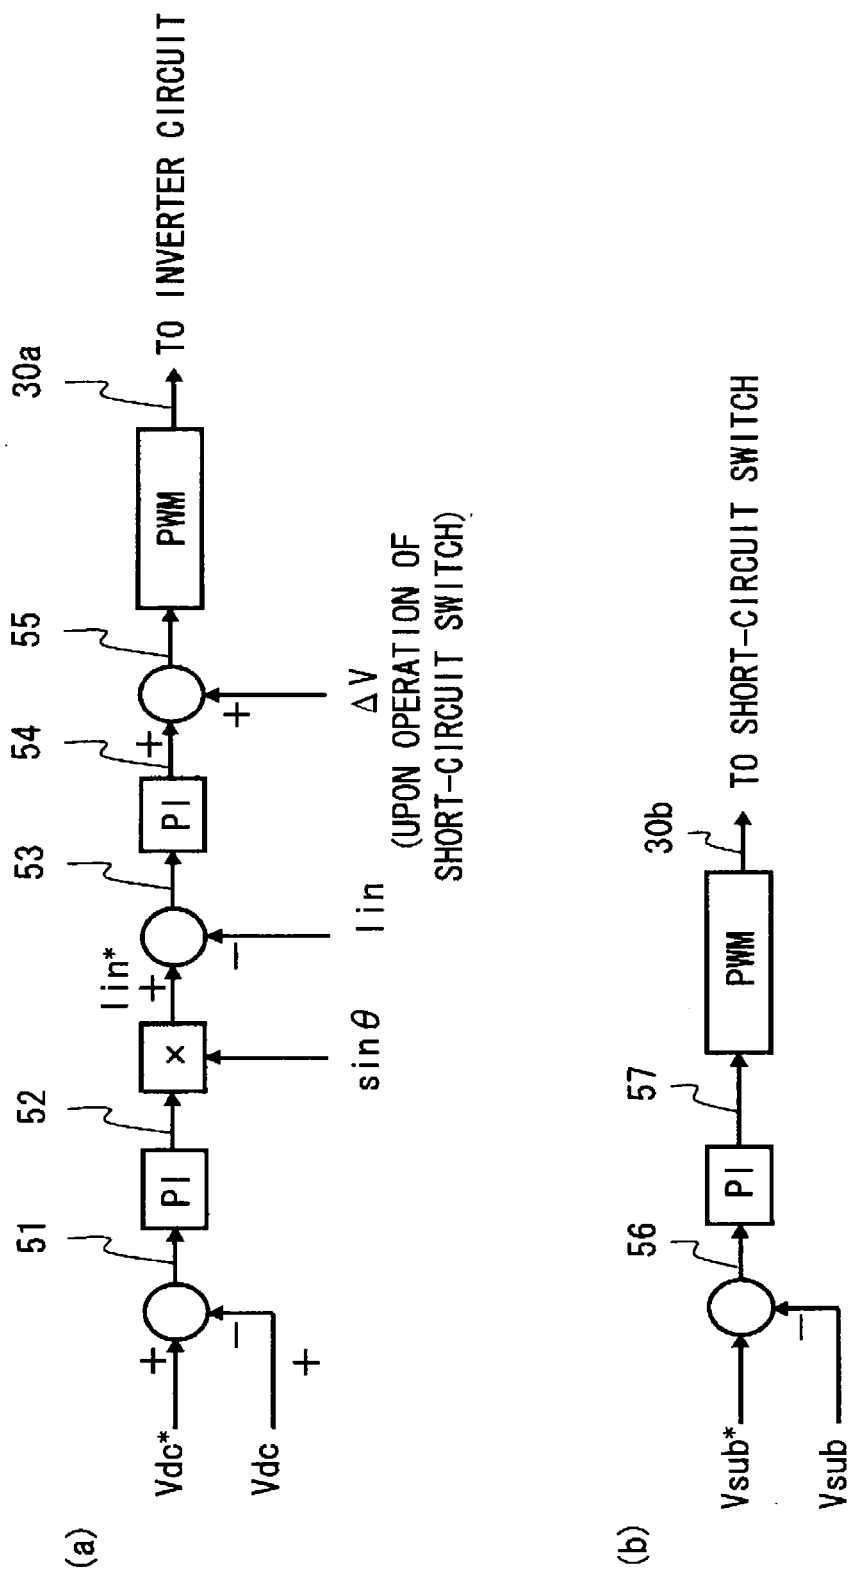 (a)
51
52
53
54
55
30a
Vdc*
+
−
Vdc
+
PI
×
sinθ
Iin*
+
−
Iin
PI
+
+
ΔV
(UPON OPERATION OF
SHORT-CIRCUIT SWITCH)
PWM
TO INVERTER CIRCUIT
(b)
56
57
30b
Vsub*
−
Vsub
PI
PWM
TO SHORT-CIRCUIT SWITCH